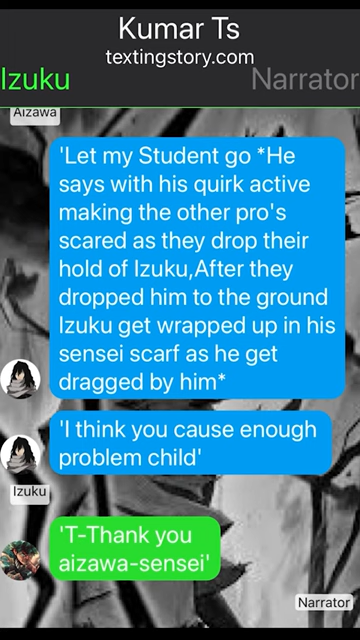 Kumar Ts
textingstory.com
Izuku Narrator
Aizawa
'Let my Student go *He
says with his quirk active
making the other pro's
scared as they drop their
hold of Izuku,After they
dropped him to the ground
Izuku get wrapped up in his
sensei scarf as he get
dragged by him*
'I think you cause enough
problem child'
Izuku
'T-Thank you
aizawa-sensei'
Narrator